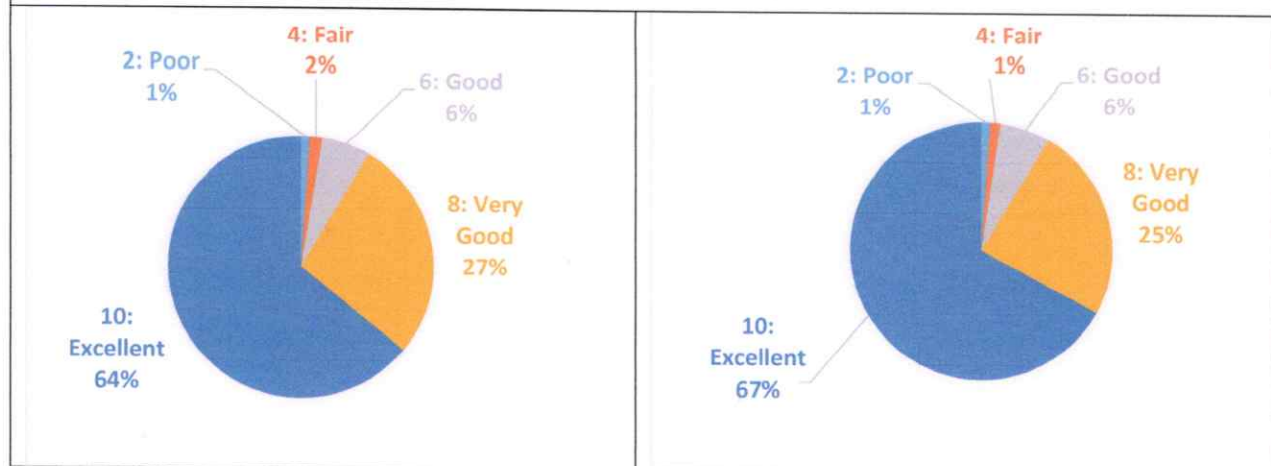 4: Fair
2%
2: Poor
1%
6: Good
6%
8: Very
Good
27%
10:
Excellent
64%
4: Fair
1%
2: Poor
1%
6: Good
6%
8: Very
Good
25%
10:
Excellent
67%